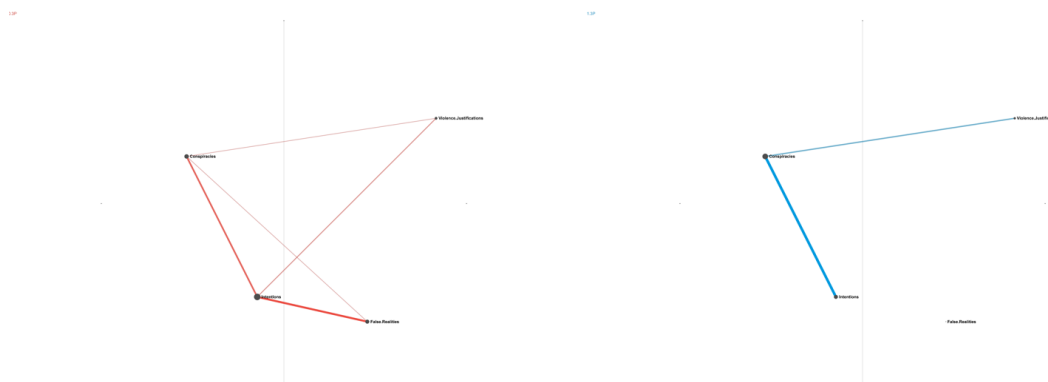 Violence.Justifications
Conspiracies
Intentions
False.Realities
Violence.Justifi
Conspiracies
Intentions
False.Realities